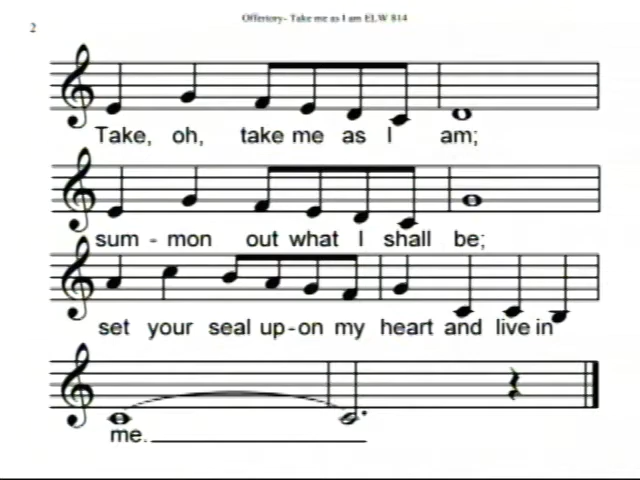 Offertory- Take me as I am ELW 814
2
Take, oh, take me as I am;
sum - mon out what I shall be;
set your seal up-on my heart and live in
me.